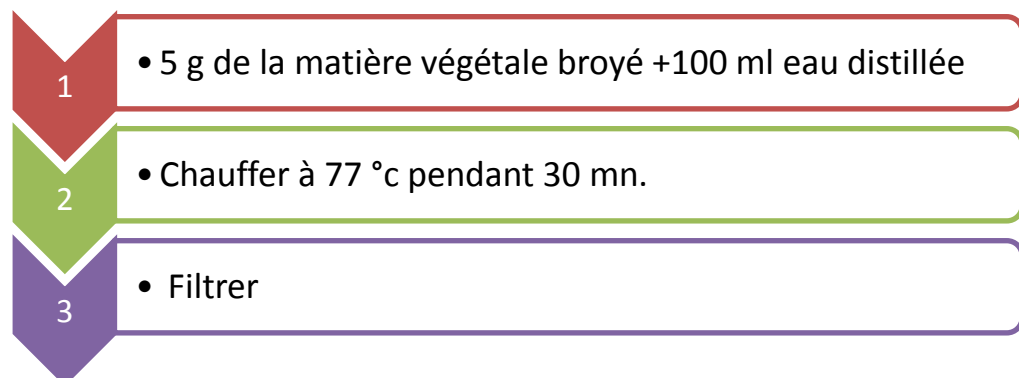 1
• 5 g de la matière végétale broyé +100 ml eau distillée
2
• Chauffer à 77 °c pendant 30 mn.
3
• Filtrer